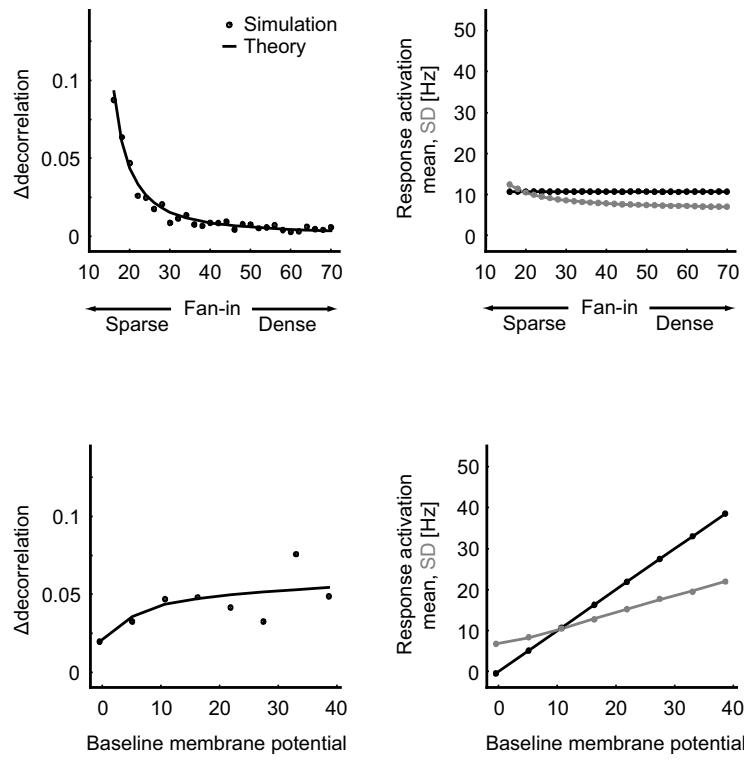 Simulation
Theory
Δdecorrelation
0.1
0.05
0
10 20 30 40 50 60 70
Fan-in
Sparse Dense
Response activation
mean, SD [Hz]
50
40
30
20
10
0
10 20 30 40 50 60 70
Fan-in
Sparse Dense
Δdecorrelation
0.1
0.05
0
0 10 20 30 40
Baseline membrane potential
Response activation
mean, SD [Hz]
50
40
30
20
10
0
0 10 20 30 40
Baseline membrane potential